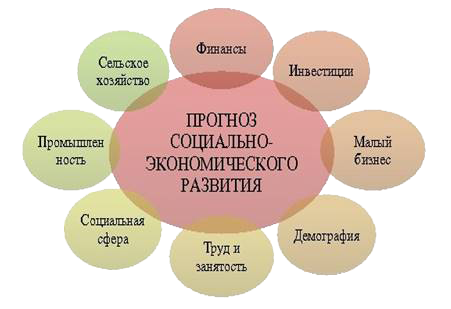 Финансы
Инвестиции
Малый
бизнес
Демография
Труд и
занятость
Социальная
сфера
Промышлен
ность
Сельское
хозяйство
ПРОГНОЗ
СОЦИАЛЬНО-
ЭКОНОМИЧЕСКОГО
РАЗВИТИЯ